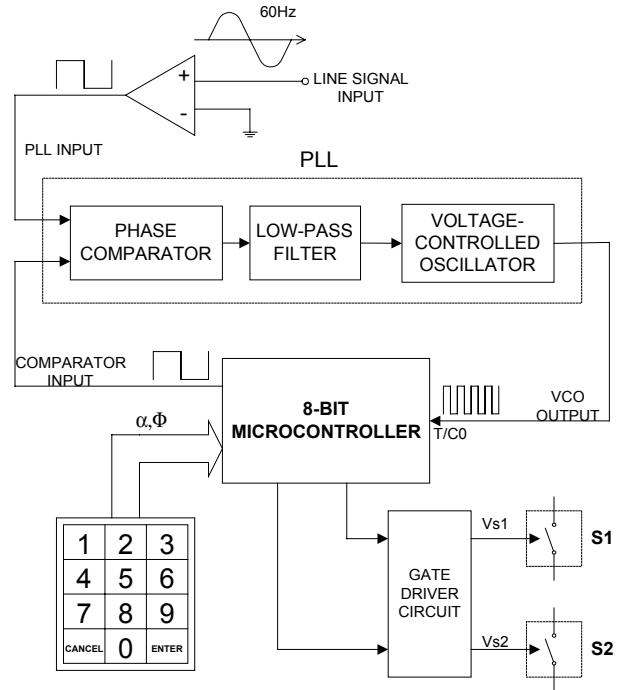 60Hz
+
LINE SIGNAL
INPUT
-
PLL INPUT
PLL
PHASE
COMPARATOR
LOW-PASS
FILTER
VOLTAGE-
CONTROLLED
OSCILLATOR
COMPARATOR
INPUT
8-BIT
MICROCONTROLLER
VCO
OUTPUT
T/C0
α,Φ
1 2 3
4 5 6
7 8 9
CANCEL 0 ENTER
GATE
DRIVER
CIRCUIT
Vs1
S1
Vs2
S2